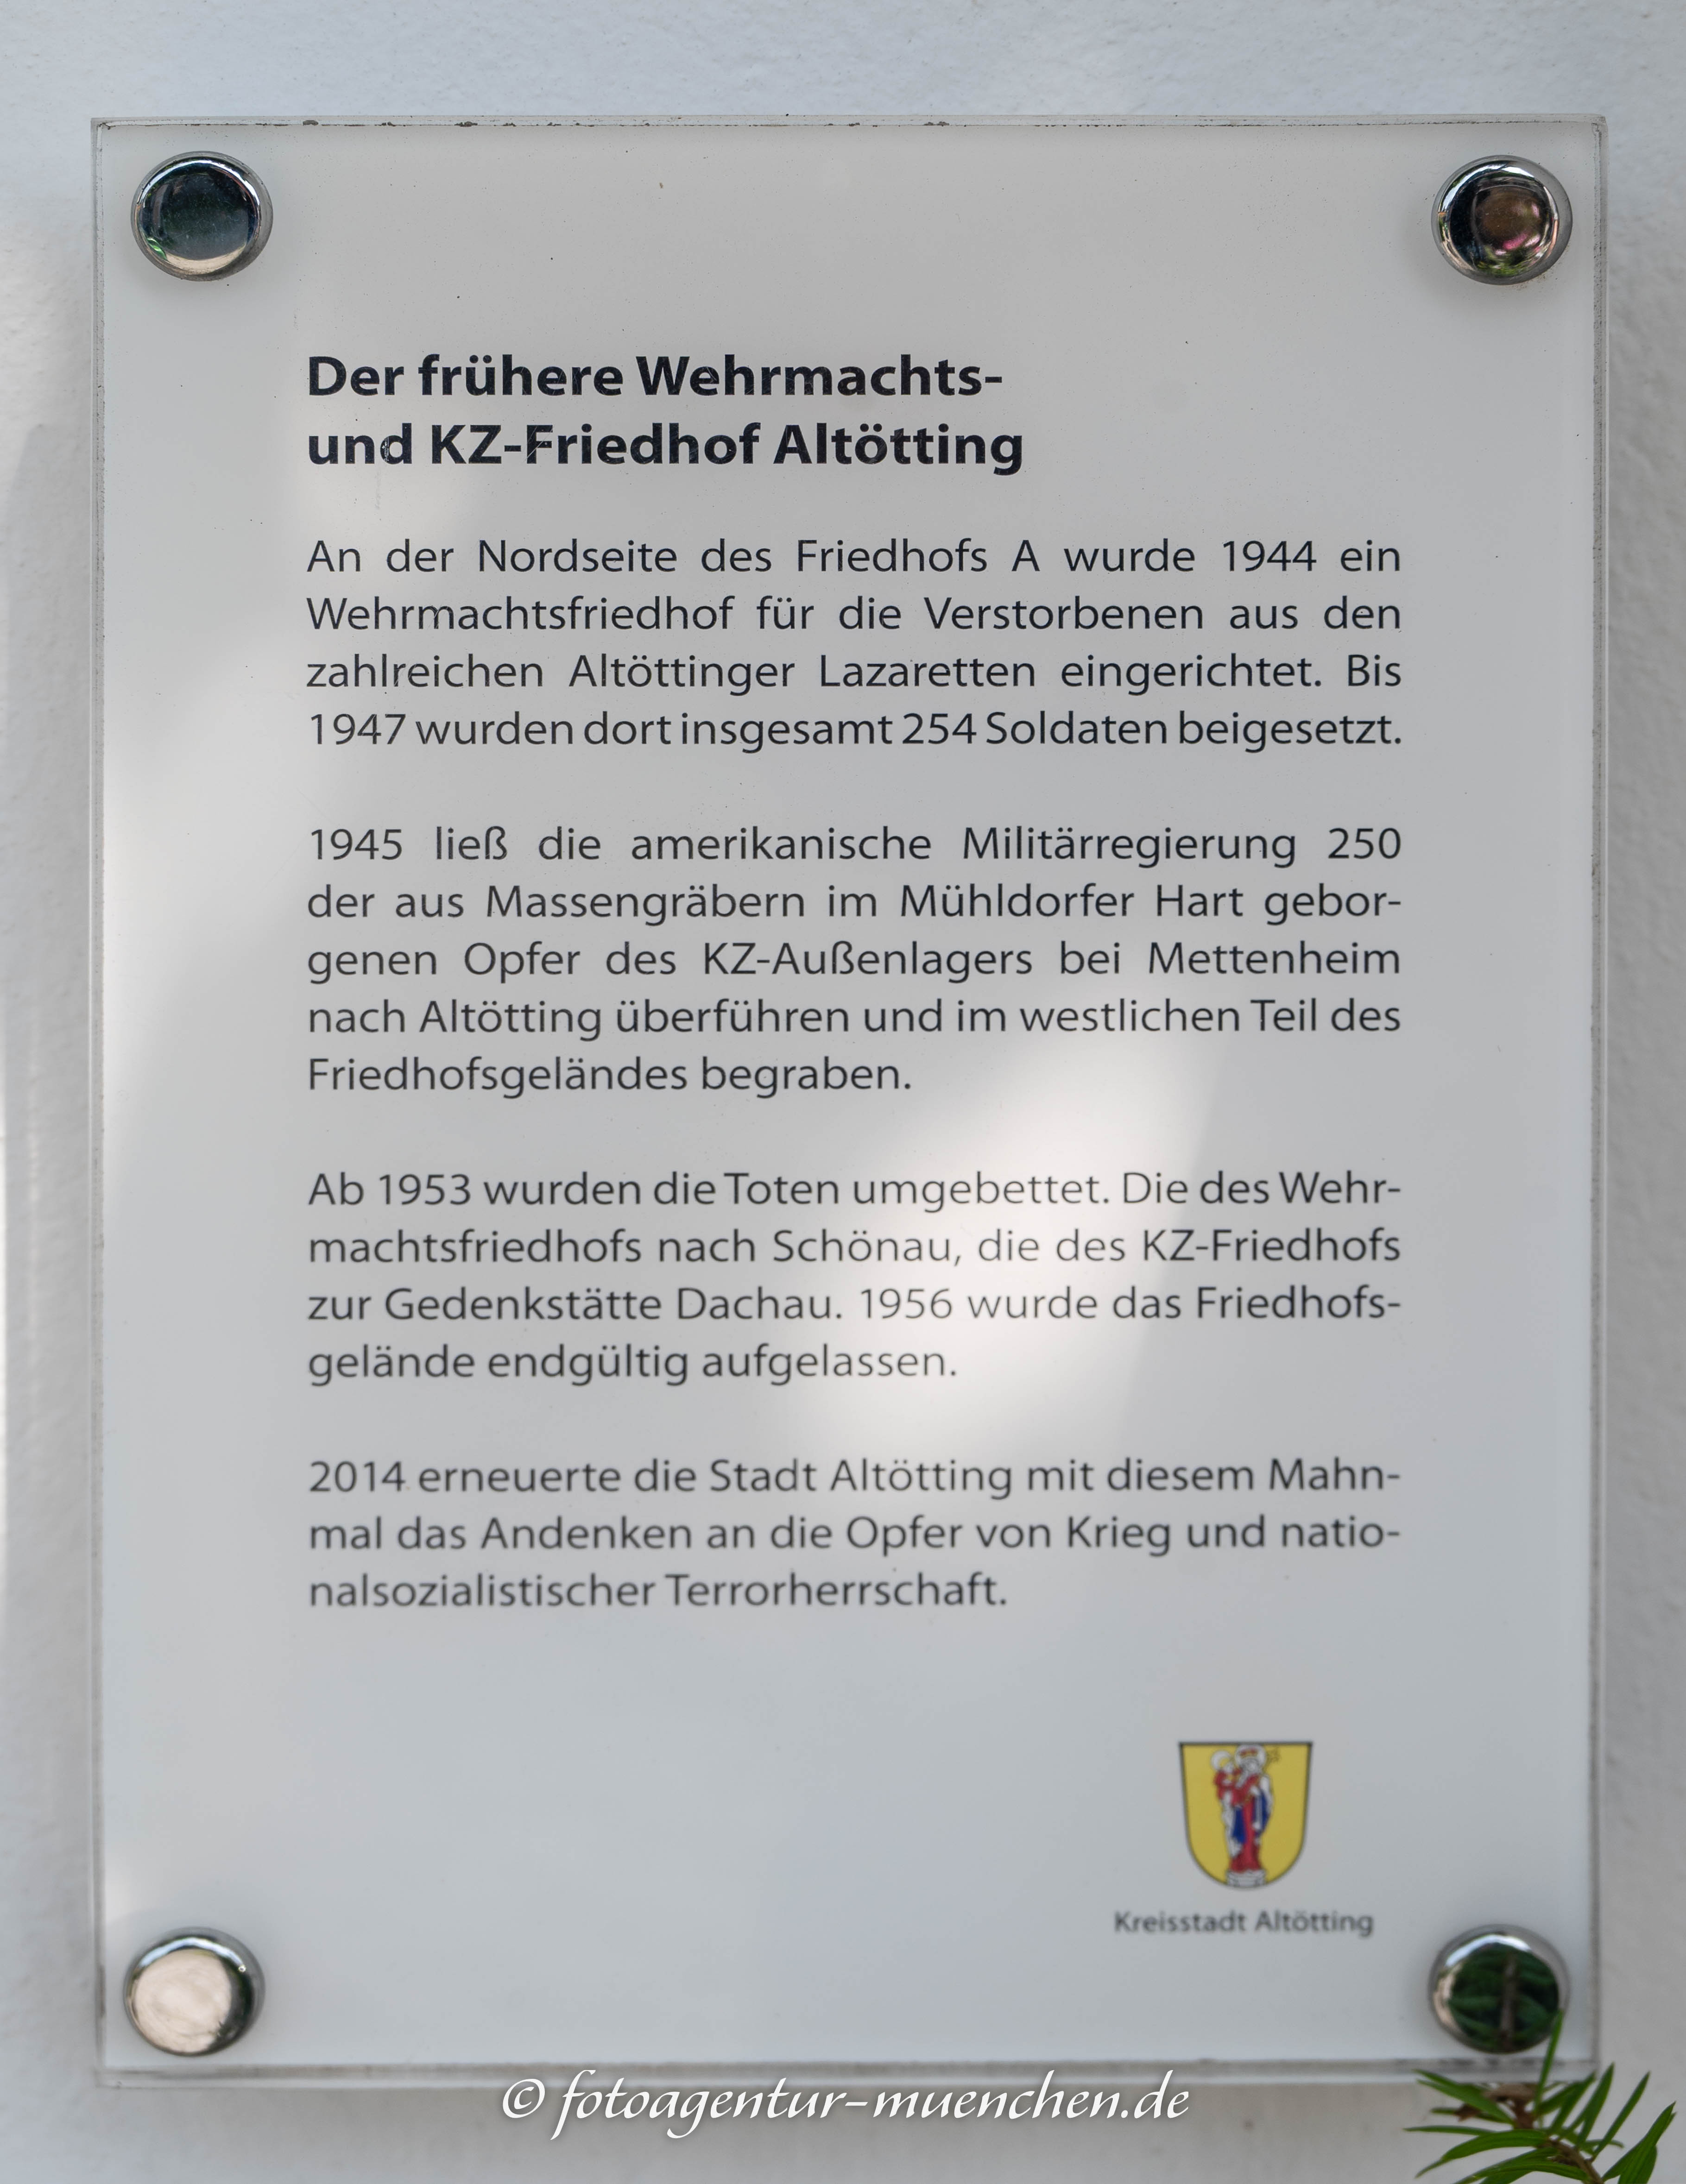 Der frühere Wehrmachts-
und KZ-Friedhof Altötting
An der Nordseite des Friedhofs A wurde 1944 ein
Wehrmachtsfriedhof für die Verstorbenen aus den
zahlreichen Altöttinger Lazaretten eingerichtet. Bis
1947 wurden dort insgesamt 254 Soldaten beigesetzt.
1945 ließ die amerikanische Militärregierung 250
der aus Massengräbern im Mühldorfer Hart gebor-
genen Opfer des KZ-Außenlagers bei Mettenheim
nach Altötting überführen und im westlichen Teil des
Friedhofsgeländes begraben.
Ab 1953 wurden die Toten umgebettet. Die des Wehr-
machtsfriedhofs nach Schönau, die des KZ-Friedhofs
zur Gedenkstätte Dachau. 1956 wurde das Friedhofs-
gelände endgültig aufgelassen.
2014 erneuerte die Stadt Altötting mit diesem Mahn-
mal das Andenken an die Opfer von Krieg und natio-
nalsozialistischer Terrorherrschaft.
Kreisstadt Altötting
© fotoagentur-muenchen.de